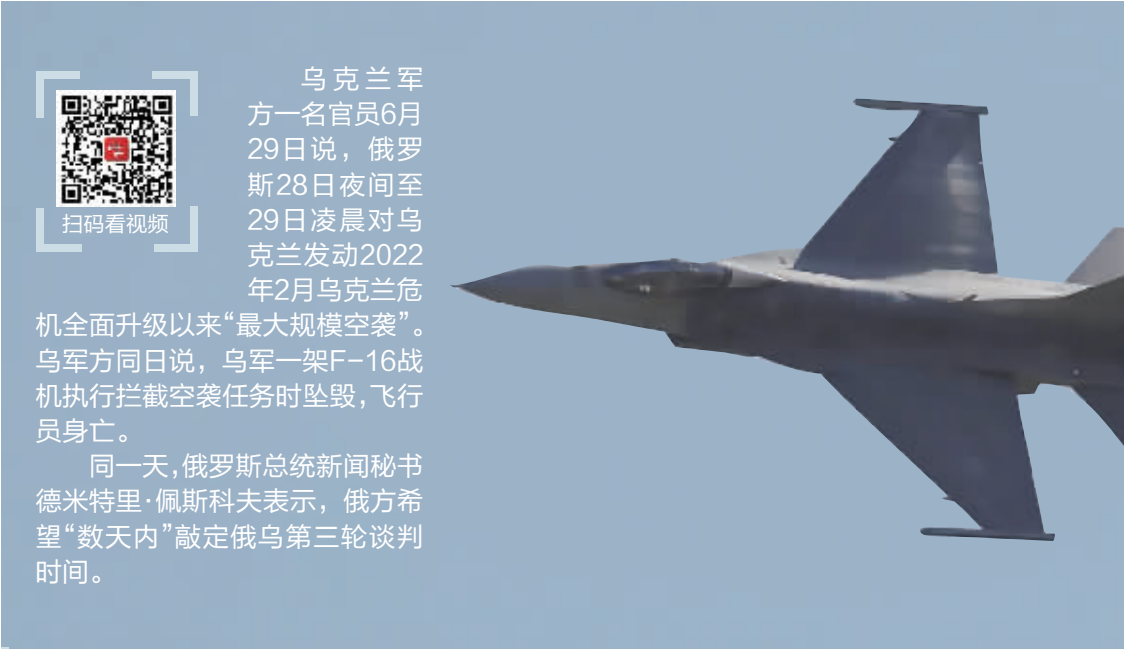 扫码看视频
乌克兰军
方一名官员6月
29日说，俄罗
斯28日夜间至
29日凌晨对乌
克兰发动2022
年2月乌克兰危
机全面升级以来“最大规模空袭”。
乌军方同日说，乌军一架F-16战
机执行拦截空袭任务时坠毁，飞行
员身亡。
同一天，俄罗斯总统新闻秘书
德米特里·佩斯科夫表示，俄方希
望“数天内”敲定俄乌第三轮谈判
时间。